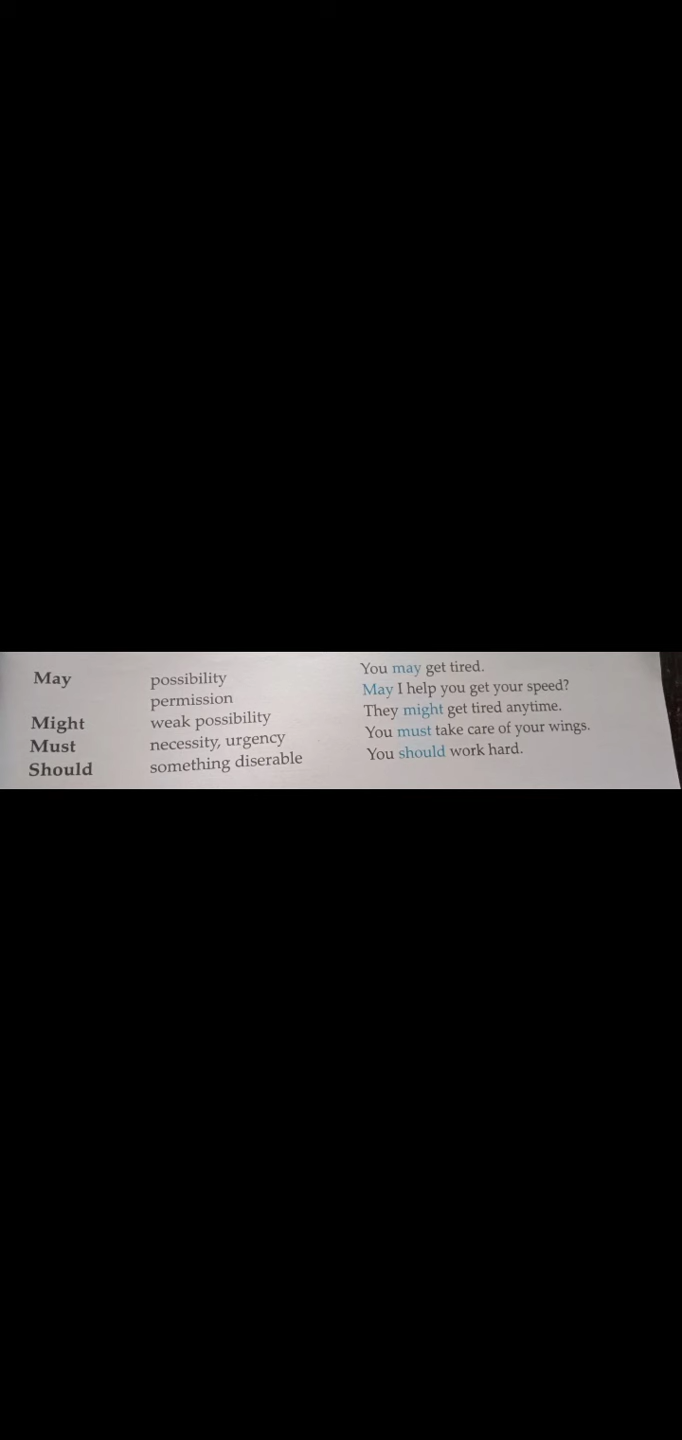 May possibility You may get tired.
permission May I help you get your speed?
Might weak possibility They might get tired anytime.
Must necessity, urgency You must take care of your wings.
Should something diserable You should work hard.